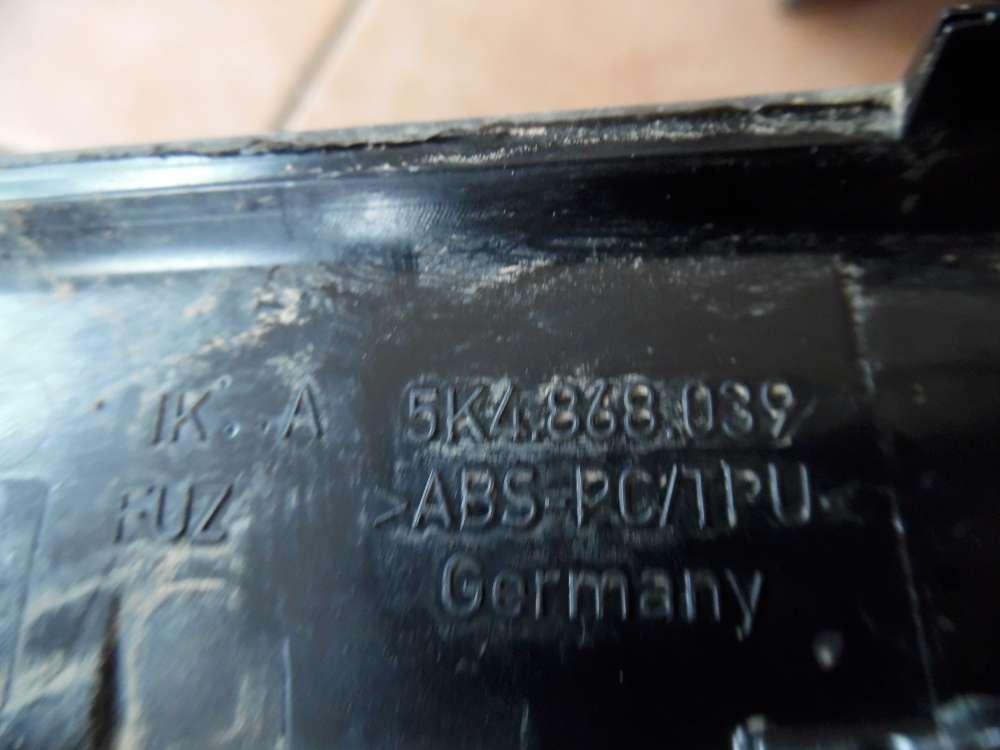 IK..A 5K4.868.039
FUZ >ABS-PC/TPU
Germany